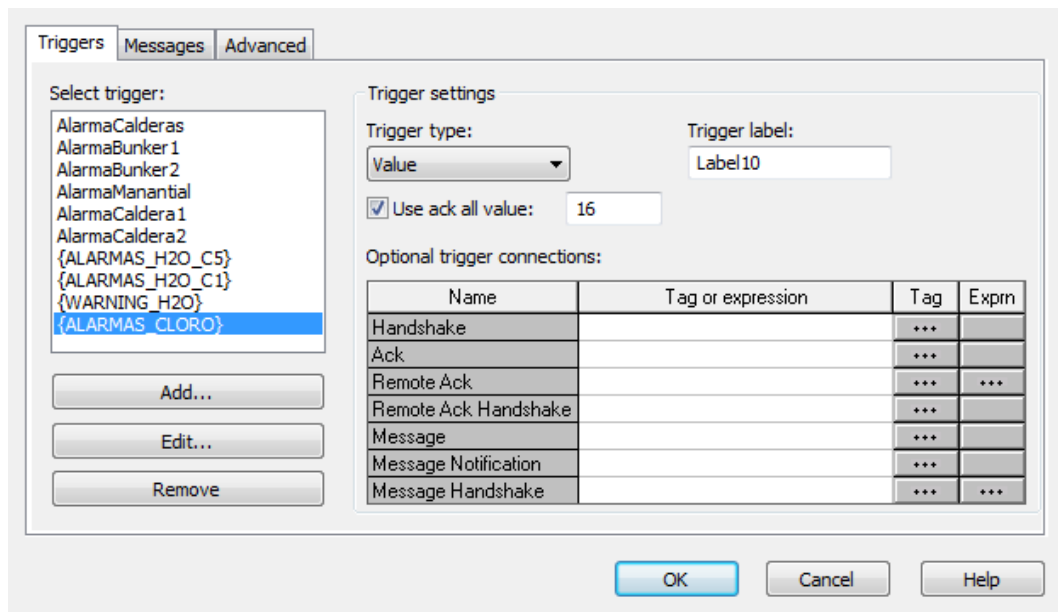 Triggers Messages Advanced
Select trigger:
AlarmaCalderas
AlarmaBunker1
AlarmaBunker2
AlarmaManantial
AlarmaCaldera1
AlarmaCaldera2
{ALARMAS_H2O_C5}
{ALARMAS_H2O_C1}
{WARNING_H2O}
{ALARMAS_CLORO}
Add...
Edit...
Remove
Trigger settings
Trigger type: Trigger label:
Value Label10
Use ack all value: 16
Optional trigger connections:
Name Tag or expression Tag Exprn
Handshake
Ack
Remote Ack
Remote Ack Handshake
Message
Message Notification
Message Handshake
OK Cancel Help